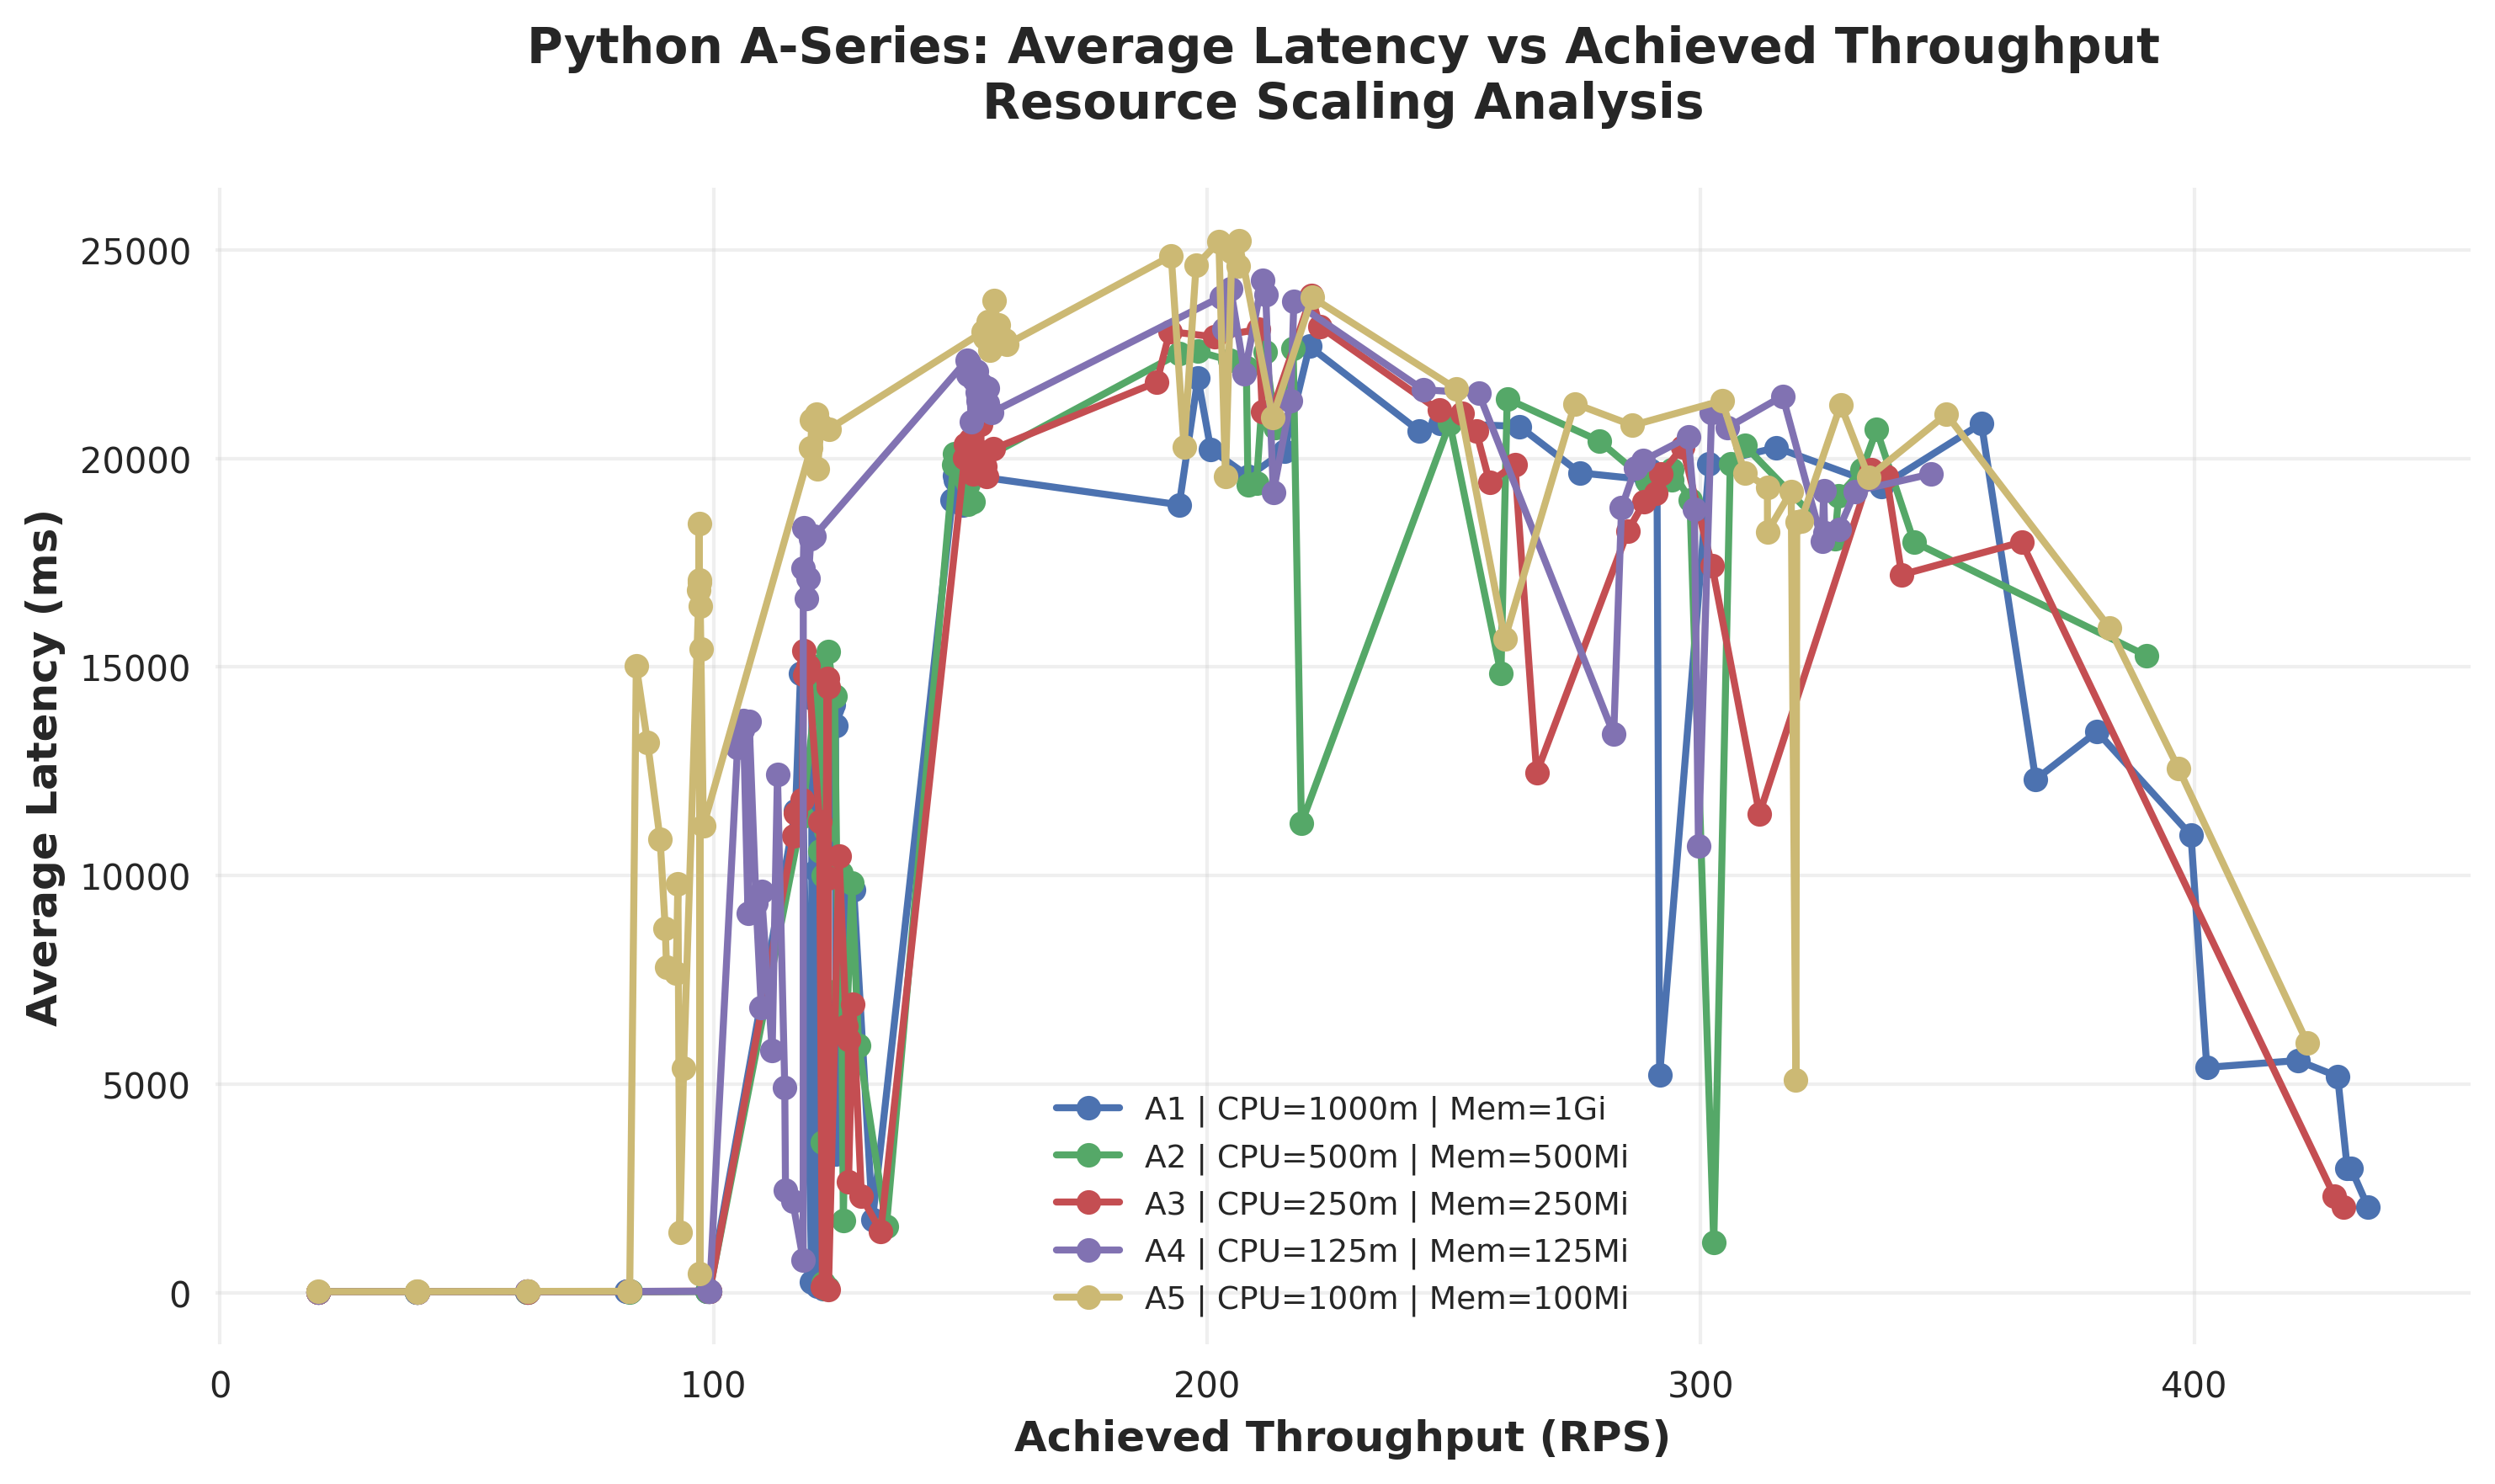 Python A-Series: Average Latency vs Achieved Throughput
Resource Scaling Analysis
Average Latency (ms)
25000
20000
15000
10000
5000
0
A1 | CPU=1000m | Mem=1Gi
A2 | CPU=500m | Mem=500Mi
A3 | CPU=250m | Mem=250Mi
A4 | CPU=125m | Mem=125Mi
A5 | CPU=100m | Mem=100Mi
0 100 200 300 400
Achieved Throughput (RPS)